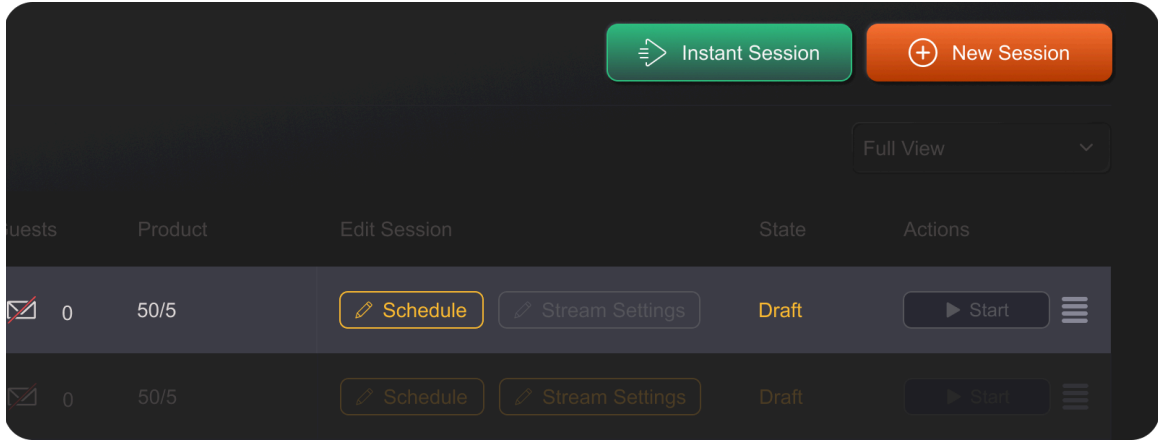 Instant Session New Session
Full View
uests Product Edit Session State Actions
0 50/5 Schedule Stream Settings Draft Start
0 50/5 Schedule Stream Settings Draft Start